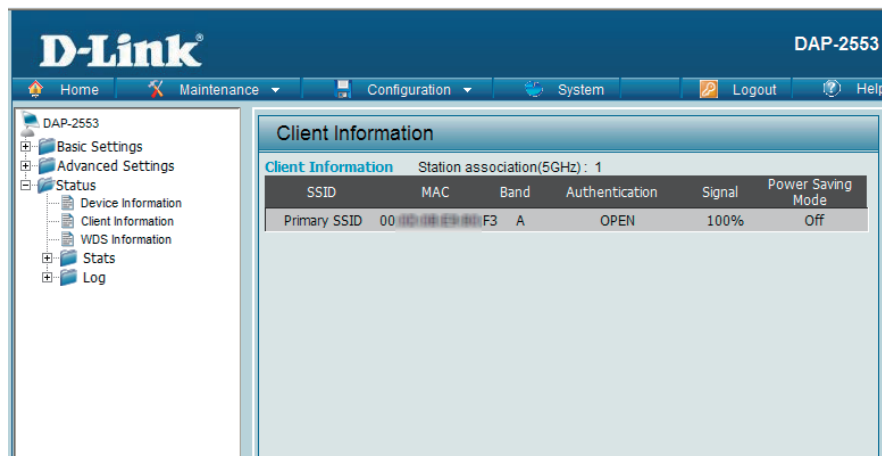 D-Link®
DAP-2553
Home Maintenance Configuration System Logout Help
DAP-2553
Basic Settings
Advanced Settings
Status
Device Information
Client Information
WDS Information
Stats
Log
Client Information
Client Information Station association(5GHz) : 1
SSID MAC Band Authentication Signal Power Saving Mode
Primary SSID 00 F3 A OPEN 100% Off